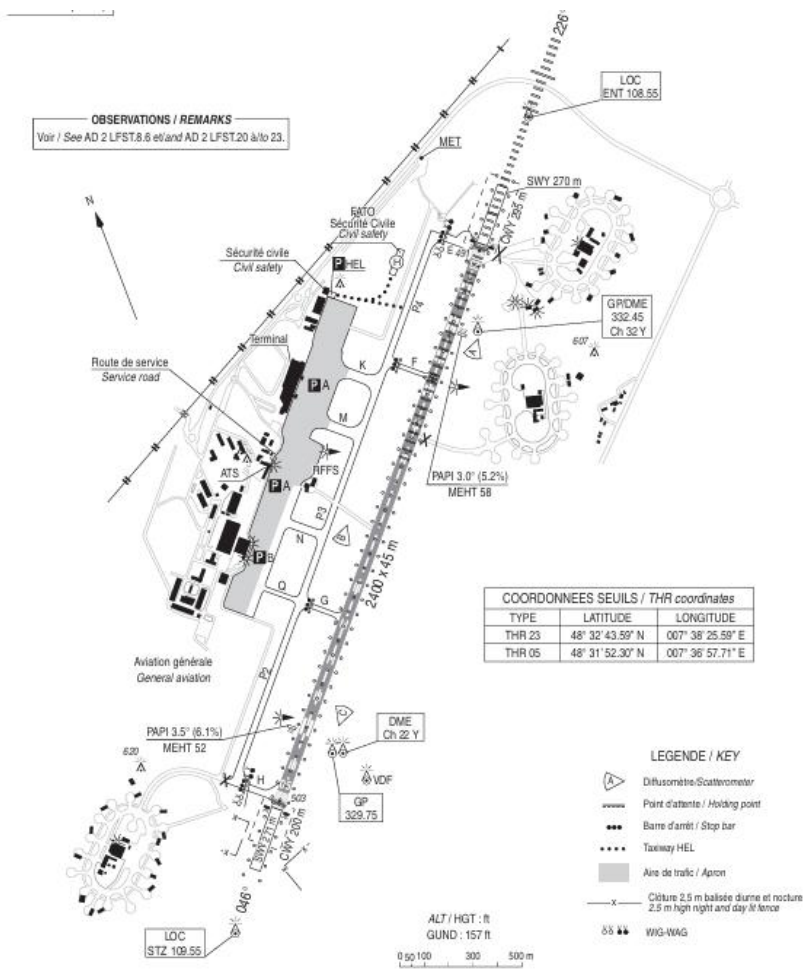 226°
LOC
ENT 108.55
OBSERVATIONS / REMARKS
Voir / See AD 2 LFST.8.6 et/and AD 2 LFST.20 à/to 23.
MET
SWY 270 m
CWY 295 m
N
FATO
Sécurité Civile
Civil safety
H
Sécurité civile
Civil safety
P HEL
I
E 491
P4
GP/DME
332.45
Ch 32 Y
607
A
Terminal
Route de service
Service road
K
F
P A
M
ATS
RFFS
PAPI 3.0° (5.2%)
MEHT 58
P A
P3
B
N
P B
Q
G
2400 x 45 m
COORDONNEES SEUILS / THR coordinates
TYPE LATITUDE LONGITUDE
THR 23 48° 32' 43.59" N 007° 38' 25.59" E
THR 05 48° 31' 52.30" N 007° 36' 57.71" E
Aviation générale
General aviation
P2
C
PAPI 3.5° (6.1%)
MEHT 52
DME
Ch 22 Y
620
VDF
GP
329.75
H
503
SWY 271 m
CWY 200 m
046°
LOC
STZ 109.55
LEGENDE / KEY
A Diffusomètre/Scatterometer
Point d'attente / Holding point
Barre d'arrêt / Stop bar
Taxiway HEL
Aire de trafic / Apron
x Clôture 2,5 m balisée diurne et nocture
2,5 m high night and day lit fence
WIG-WAG
ALT / HGT : ft
GUND : 157 ft
0 50 100 300 500 m